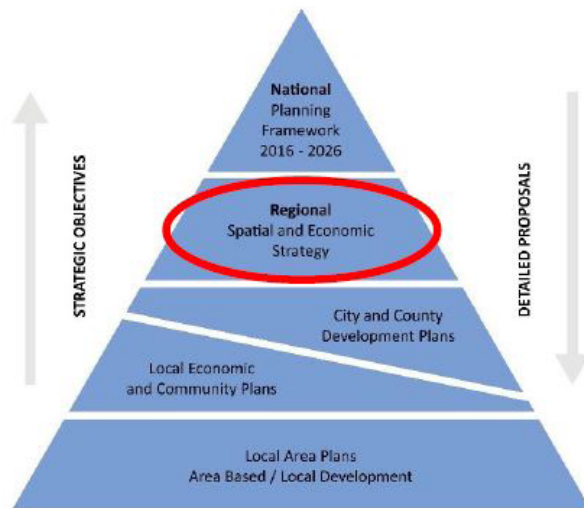 National
Planning
Framework
2016 - 2026
STRATEGIC OBJECTIVES
DETAILED PROPOSALS
Regional
Spatial and Economic
Strategy
City and County
Development Plans
Local Economic
and Community Plans
Local Area Plans
Area Based / Local Development